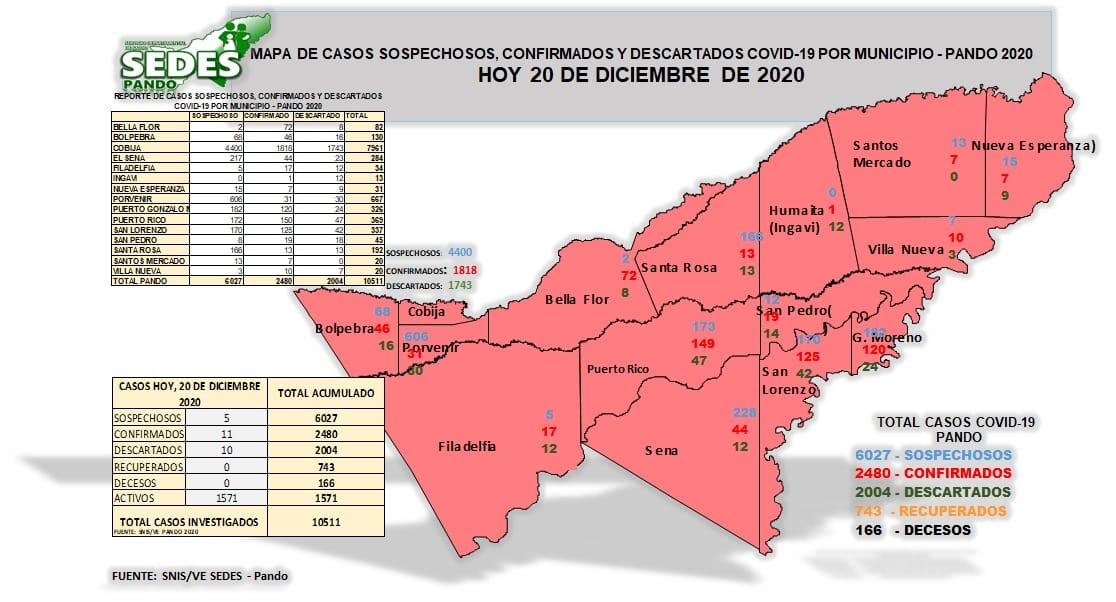 SEDES
PANDO
MAPA DE CASOS SOSPECHOSOS, CONFIRMADOS Y DESCARTADOS COVID-19 POR MUNICIPIO - PANDO 2020
HOY 20 DE DICIEMBRE DE 2020
REPORTE DE CASOS SOSPECHOSOS, CONFIRMADOS Y DESCARTADOS
COVID-19 POR MUNICIPIO - PANDO 2020
SOSPECHOSO CONFIRMADO DESCARTADO TOTAL
BELLA FLOR 2 72 8 82
BOLPEBRA 68 46 16 130
COBIJA 4400 1818 1743 7961
EL SENA 217 44 23 284
FILADELFIA 5 17 12 34
INGAVI 0 1 12 13
NUEVA ESPERANZA 15 7 9 31
PORVENIR 606 31 30 667
PUERTO GONZALO M 182 120 24 326
PUERTO RICO 172 150 47 369
SAN LORENZO 170 125 42 337
SAN PEDRO 8 19 18 45
SANTA ROSA 166 13 13 192
SANTOS MERCADO 13 7 0 20
VILLA NUEVA 3 10 7 20
TOTAL PANDO 6027 2480 2004 10511
SOSPECHOS: 4400
CONFIRMADOS: 1818
DESCARTADOS: 1743
Santos Mercado
13
7
0
Nueva Esperanza)
15
7
9
Humaita (Ingavi)
0
1
12
Villa Nueva
10
3
Santa Rosa
166
13
13
Bella Flor
2
72
8
Cobija
Bolpebra
68
46
16
Porvenir
606
31
San Pedro(
12
19
14
G. Moreno
182
120
24
San Lorenzo
170
125
42
Puerto Rico
173
149
47
Filadelfia
5
17
12
Sena
228
44
12
CASOS HOY, 20 DE DICIEMBRE 2020 TOTAL ACUMULADO
SOSPECHOSOS 5 6027
CONFIRMADOS 11 2480
DESCARTADOS 10 2004
RECUPERADOS 0 743
DECESOS 0 166
ACTIVOS 1571 1571
TOTAL CASOS INVESTIGADOS 10511
FUENTE: SNIS/VE PANDO 2020
TOTAL CASOS COVID-19
PANDO
6027 - SOSPECHOSOS
2480 - CONFIRMADOS
2004 - DESCARTADOS
743 - RECUPERADOS
166 - DECESOS
FUENTE: SNIS/VE SEDES - Pando